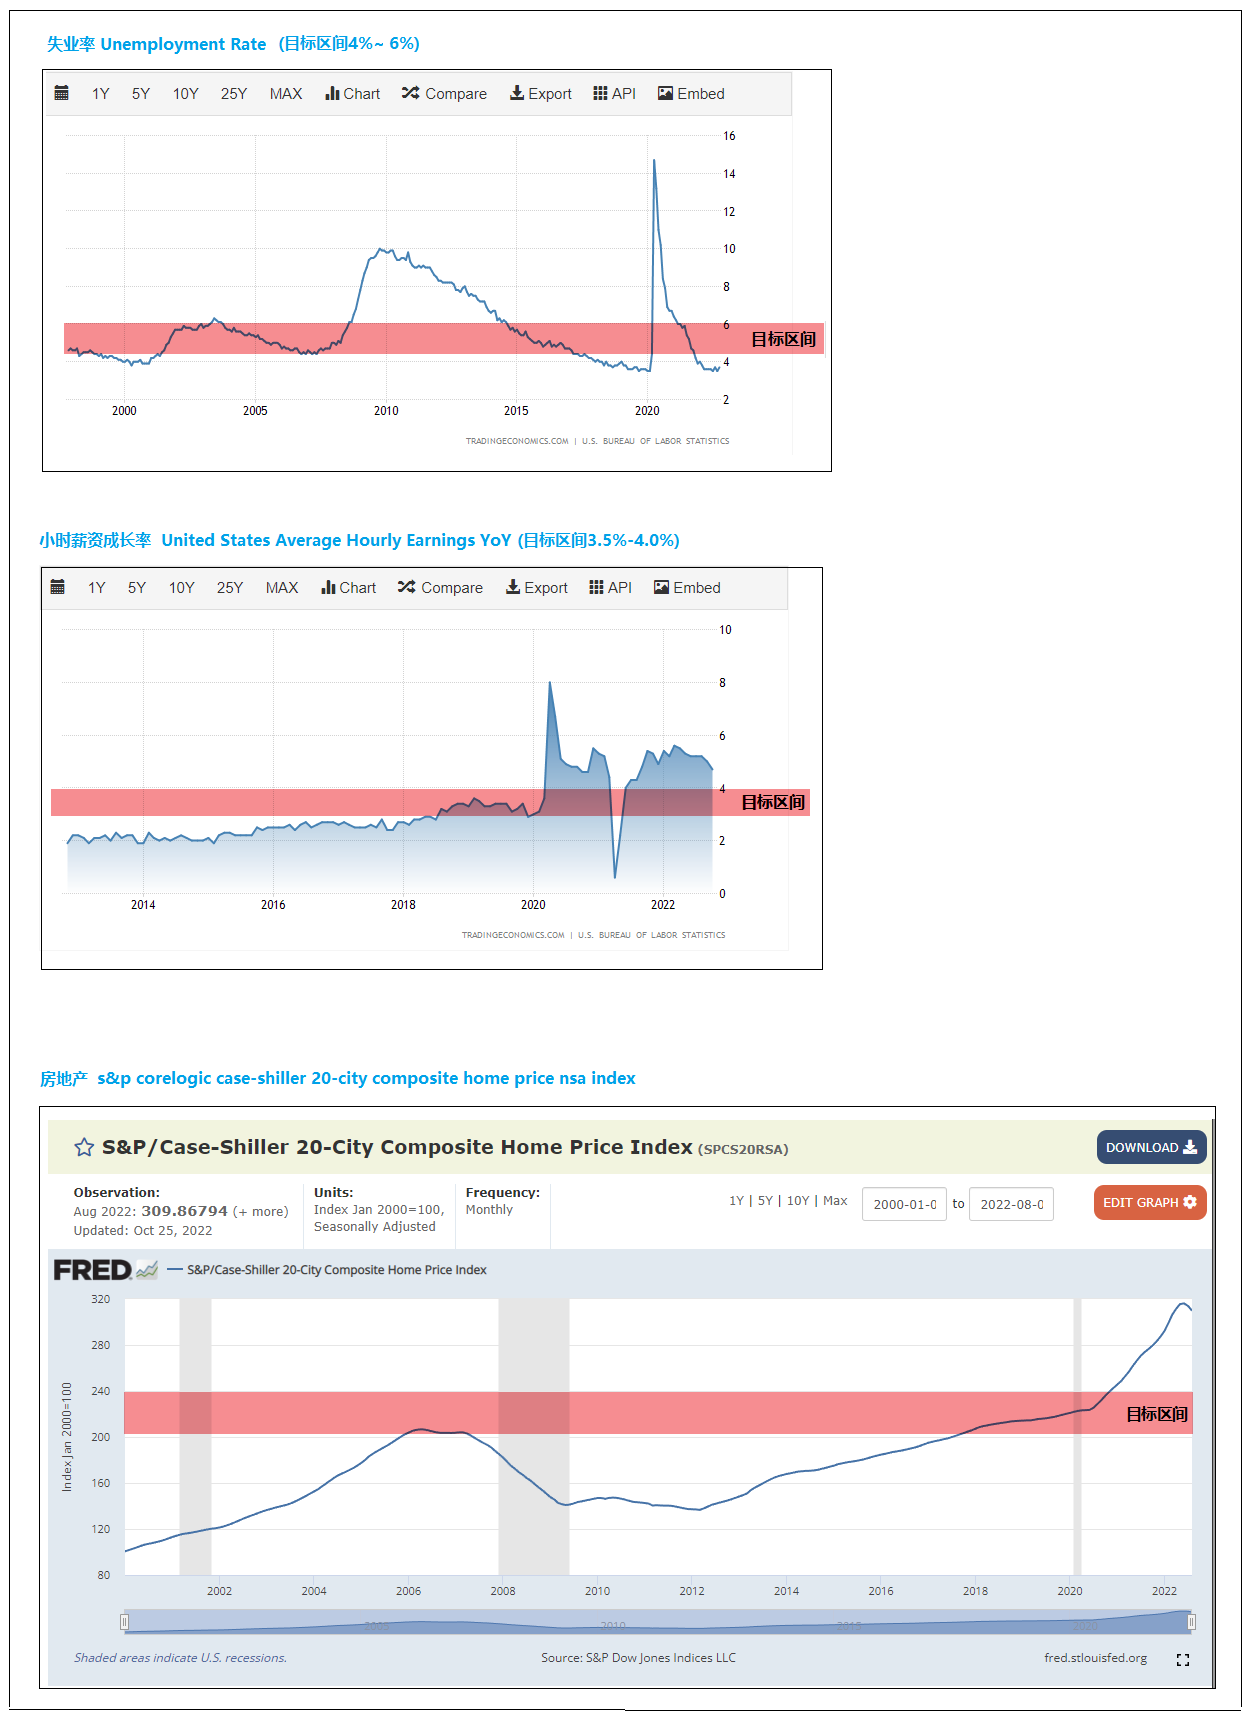 失业率 Unemployment Rate (目标区间4%~ 6%)
1Y 5Y 10Y 25Y MAX Chart Compare Export API Embed
16
14
12
10
8
6
目标区间
4
2
2000 2005 2010 2015 2020
TRADINGECONOMICS.COM | U.S. BUREAU OF LABOR STATISTICS
小时薪资成长率 United States Average Hourly Earnings YoY (目标区间3.5%-4.0%)
1Y 5Y 10Y 25Y MAX Chart Compare Export API Embed
10
8
6
4
目标区间
2
0
2014 2016 2018 2020 2022
TRADINGECONOMICS.COM | U.S. BUREAU OF LABOR STATISTICS
房地产 s&p corelogic case-shiller 20-city composite home price nsa index
S&P/Case-Shiller 20-City Composite Home Price Index (SPCS20RSA)
DOWNLOAD
Observation:
Aug 2022: 309.86794 (+ more)
Updated: Oct 25, 2022
Units:
Index Jan 2000=100,
Seasonally Adjusted
Frequency:
Monthly
1Y | 5Y | 10Y | Max 2000-01-0 to 2022-08-0
EDIT GRAPH
FRED S&P/Case-Shiller 20-City Composite Home Price Index
320
280
240
目标区间
200
160
120
80
Index Jan 2000=100
2002 2004 2006 2008 2010 2012 2014 2016 2018 2020 2022
2005 2010 2015 2020
Shaded areas indicate U.S. recessions. Source: S&P Dow Jones Indices LLC fred.stlouisfed.org